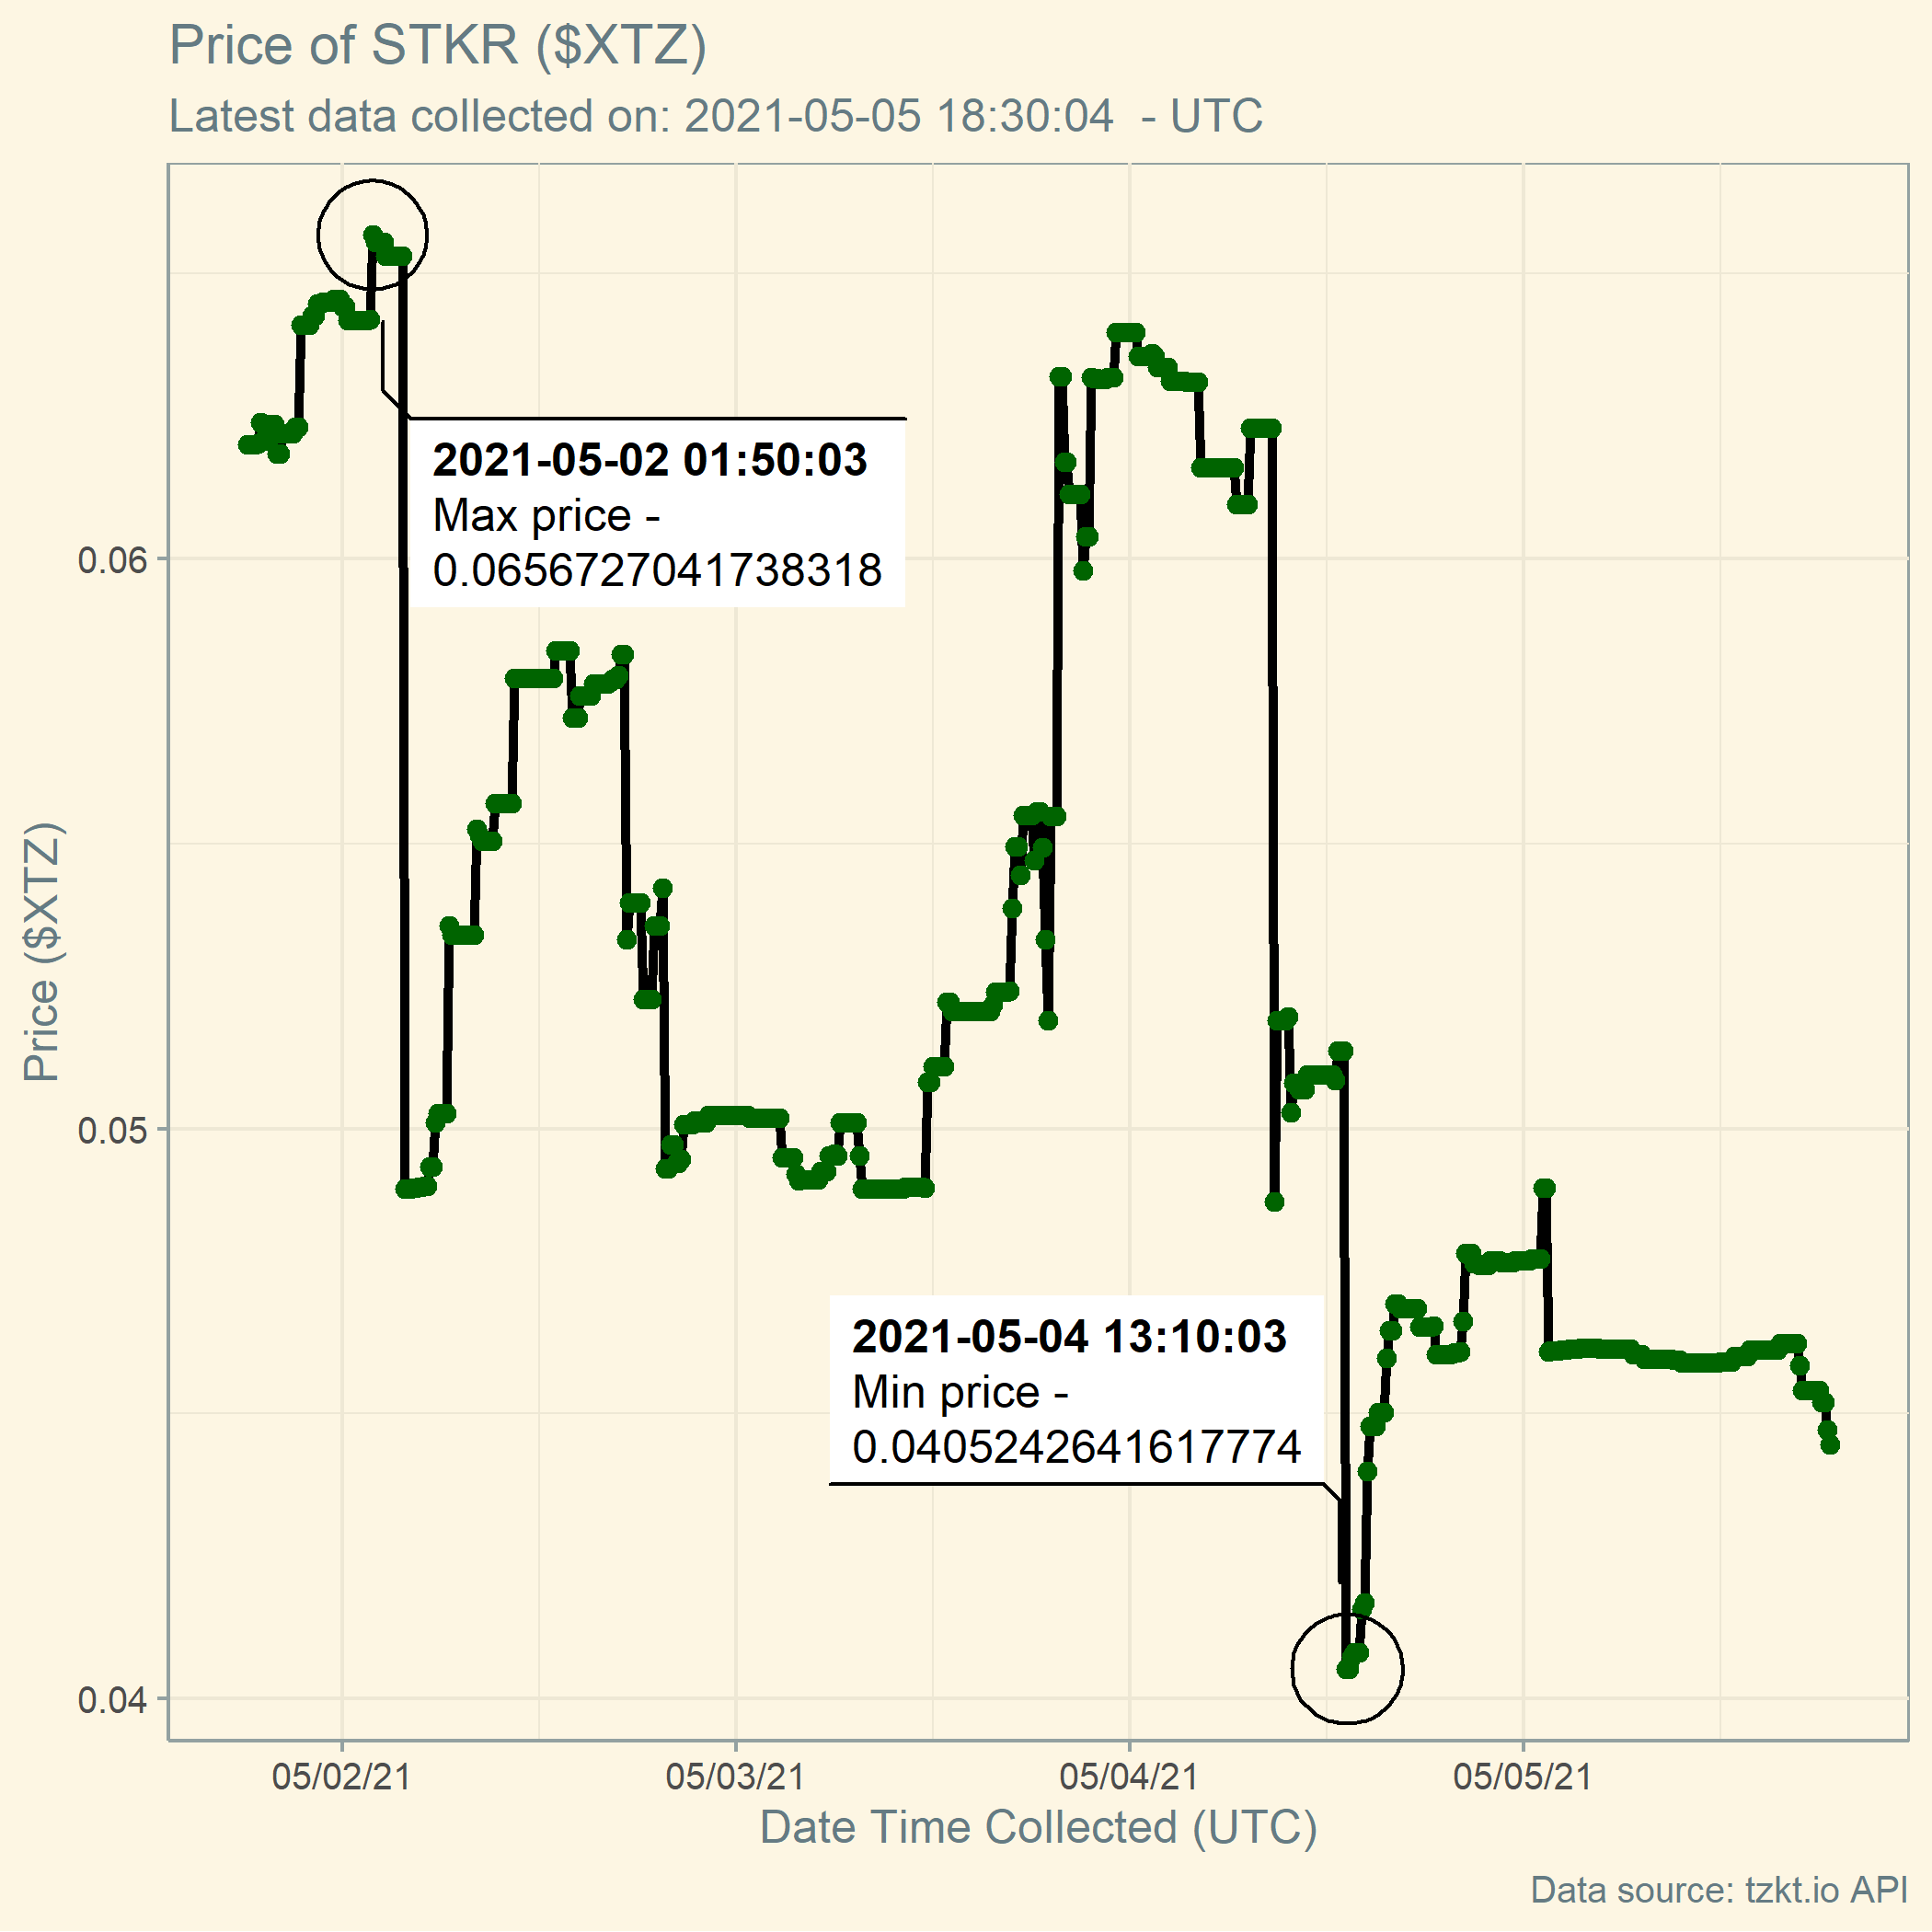 Price of STKR ($XTZ)
Latest data collected on: 2021-05-05 18:30:04  - UTC
2021-05-02 01:50:03
Max price -
0.0656727041738318
0.06
Price ($XTZ)
0.05
2021-05-04 13:10:03
Min price -
0.0405242641617774
0.04
05/02/21
05/03/21
05/04/21
05/05/21
Date Time Collected (UTC)
Data source: tzkt.io API